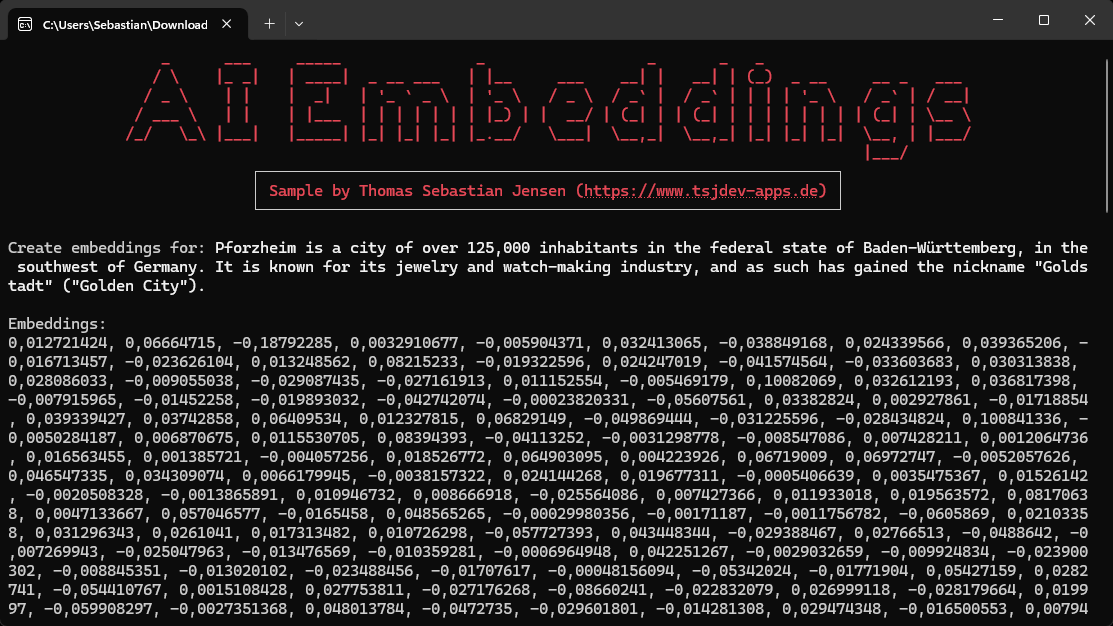 C:\Users\Sebastian\Download
AI Embeddings
Sample by Thomas Sebastian Jensen (https://www.tsjdev-apps.de)
Create embeddings for: Pforzheim is a city of over 125,000 inhabitants in the federal state of Baden-Württemberg, in the
southwest of Germany. It is known for its jewelry and watch-making industry, and as such has gained the nickname "Golds
tadt" ("Golden City").
Embeddings:
0,012721424, 0,06664715, -0,18792285, 0,0032910677, -0,005904371, 0,032413065, -0,038849168, 0,024339566, 0,039365206, -
0,016713457, -0,023626104, 0,013248562, 0,08215233, -0,019322596, 0,024247019, -0,041574564, -0,033603683, 0,030313838,
0,028086033, -0,009055038, -0,029087435, -0,027161913, 0,011152554, -0,005469179, 0,10082069, 0,032612193, 0,036817398,
-0,007915965, -0,01452258, -0,019893032, -0,042742074, -0,00023820331, -0,05607561, 0,03382824, 0,002927861, -0,01718854
, 0,039339427, 0,03742858, 0,06409534, 0,012327815, 0,06829149, -0,049869444, -0,031225596, -0,028434824, 0,100841336, -
0,0050284187, 0,006870675, 0,0115530705, 0,08394393, -0,04113252, -0,0031298778, -0,008547086, 0,007428211, 0,0012064736
, 0,016563455, 0,001385721, -0,004057256, 0,018526772, 0,064903095, 0,004223926, 0,06719009, 0,06972747, -0,0052057626,
0,046547335, 0,034309074, 0,0066179945, -0,0038157322, 0,024144268, 0,019677311, -0,0005406639, 0,0035475367, 0,01526142
, -0,0020508328, -0,0013865891, 0,010946732, 0,008666918, -0,025564086, 0,007427366, 0,011933018, 0,019563572, 0,0817063
8, 0,0047133667, 0,057046577, -0,0165458, 0,048565265, -0,00029980356, -0,00171187, -0,0011756782, -0,0605869, 0,0210335
8, 0,031296343, 0,0261041, 0,017313482, 0,010726298, -0,057727393, 0,043448344, -0,029388467, 0,02766513, -0,0488642, -0
,007269943, -0,025047963, -0,013476569, -0,010359281, -0,0006964948, 0,042251267, -0,0029032659, -0,009924834, -0,023900
302, -0,008845351, -0,013020102, -0,023488456, -0,01707617, -0,00048156094, -0,05342024, -0,01771904, 0,05427159, 0,0282
741, -0,054410767, 0,0015108428, 0,027753811, -0,027176268, -0,08660241, -0,022832079, 0,026999118, -0,028179664, 0,0199
97, -0,059908297, -0,0027351368, 0,048013784, -0,0472735, -0,029601801, -0,014281308, 0,029474348, -0,016500553, 0,00794